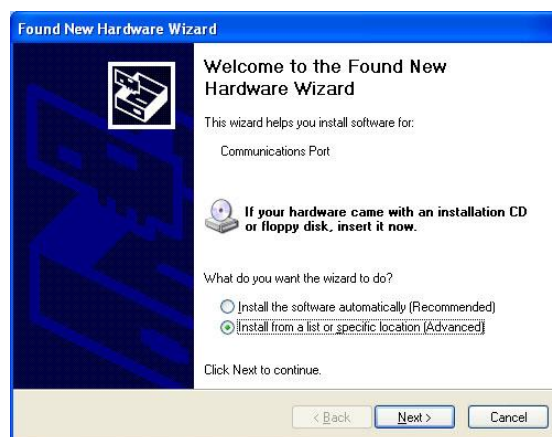 Found New Hardware Wizard
Welcome to the Found New
Hardware Wizard
This wizard helps you install software for:
Communications Port
If your hardware came with an installation CD
or floppy disk, insert it now.
What do you want the wizard to do?
Install the software automatically (Recommended)
Install from a list or specific location (Advanced)
Click Next to continue.
< Back
Next >
Cancel